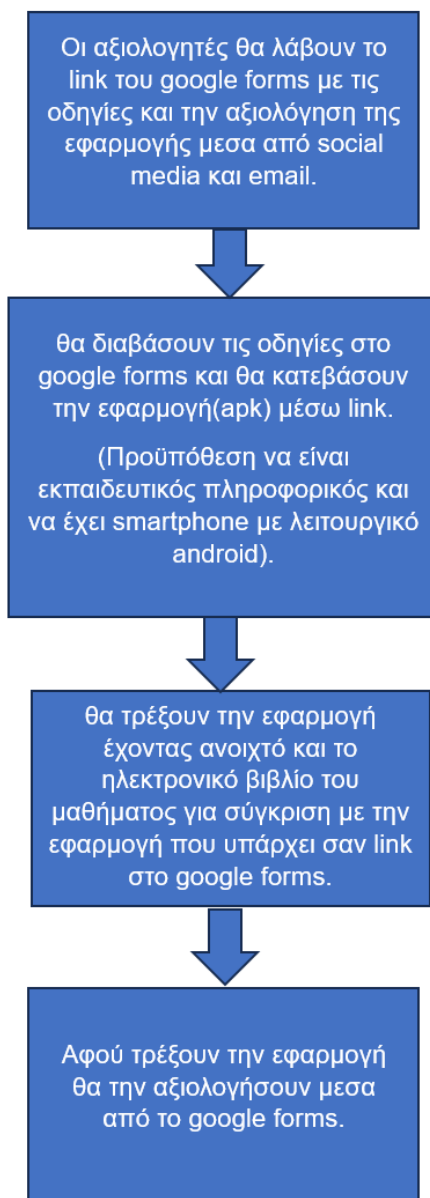 Οι αξιολογητές θα λάβουν το
link του google forms με τις
οδηγίες και την αξιολόγηση της
εφαρμογής μεσα από social
media και email.
θα διαβάσουν τις οδηγίες στο
google forms και θα κατεβάσουν
την εφαρμογή(apk) μέσω link.
(Προϋπόθεση να είναι
εκπαιδευτικός πληροφορικός και
να έχει smartphone με λειτουργικό
android).
θα τρέξουν την εφαρμογή
έχοντας ανοιχτό και το
ηλεκτρονικό βιβλίο του
μαθήματος για σύγκριση με την
εφαρμογή που υπάρχει σαν link
στο google forms.
Αφού τρέξουν την εφαρμογή
θα την αξιολογήσουν μεσα
από το google forms.